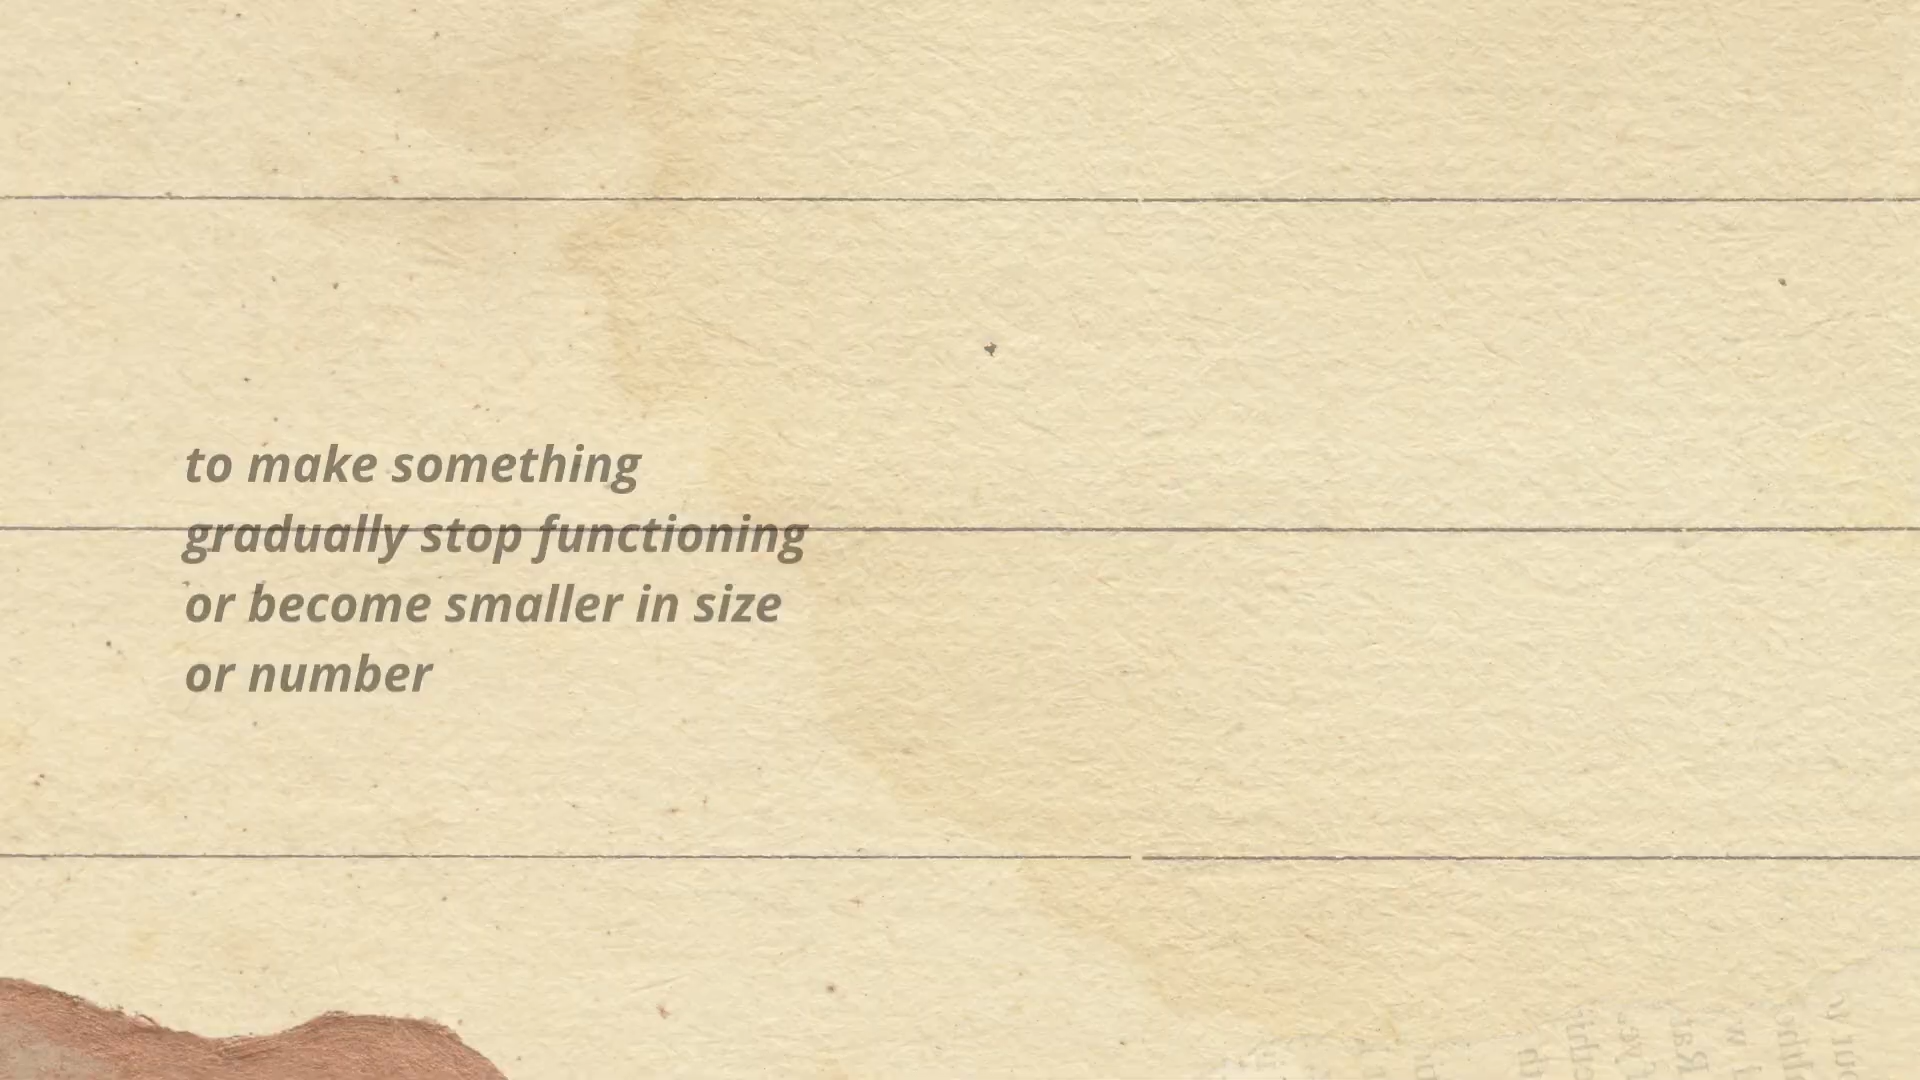 to make something
gradually stop functioning
or become smaller in size
or number